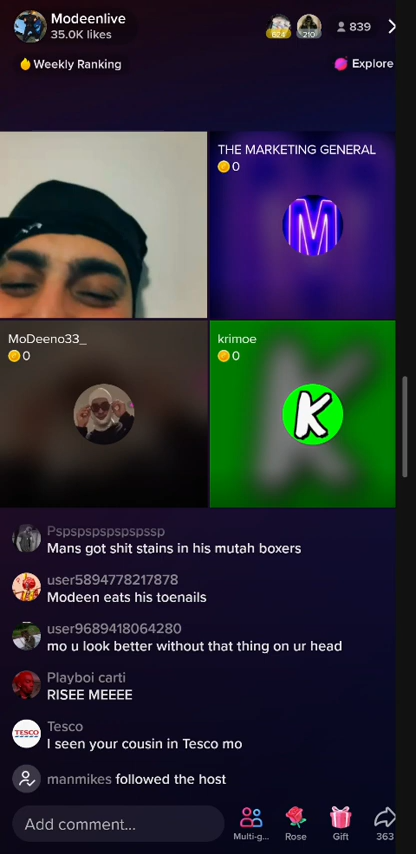 Modeenlive
35.0K likes
624
210
839
Weekly Ranking
Explore
THE MARKETING GENERAL
0
M
MoDeeno33_
0
krimoe
0
K
Pspspspspspspssp
Mans got shit stains in his mutah boxers
user5894778217878
Modeen eats his toenails
user9689418064280
mo u look better without that thing on ur head
Playboi carti
RISEE MEEEE
TESCO
Tesco
I seen your cousin in Tesco mo
manmikes followed the host
Add comment...
Multi-g...
Rose
Gift
363